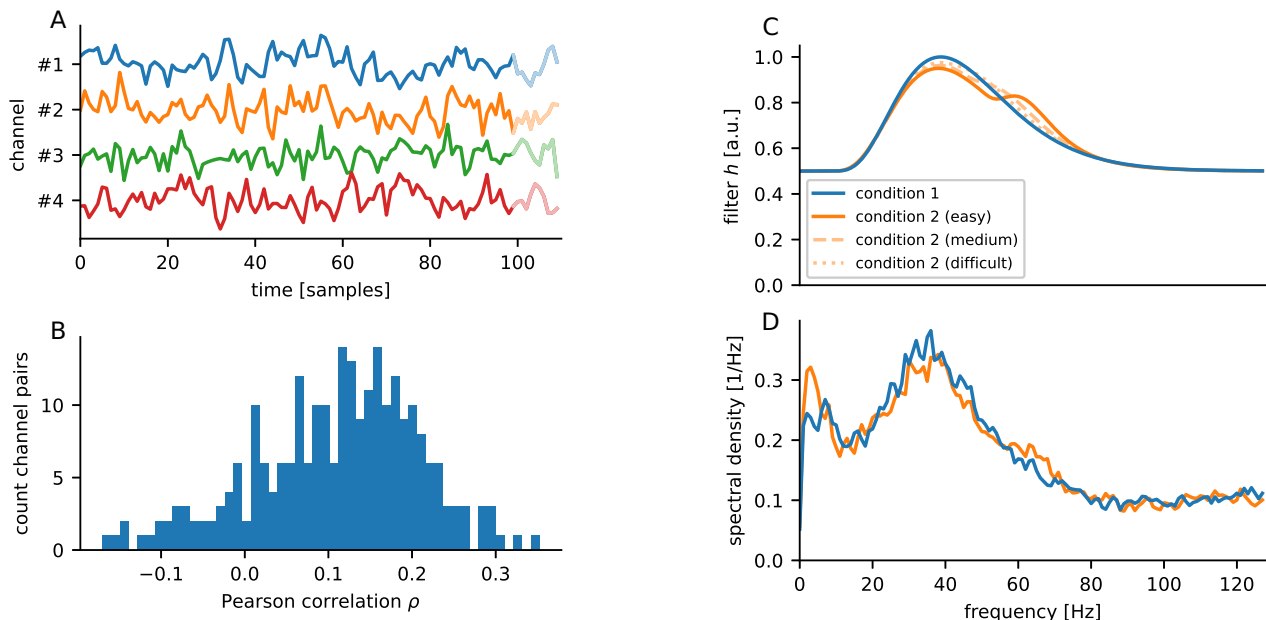 A
#1
#2
#3
#4
channel
0 20 40 60 80 100
time [samples]
B
10
5
0
count channel pairs
−0.1 0.0 0.1 0.2 0.3
Pearson correlation ρ
C
1.0
0.8
0.6
0.4
0.2
0.0
filter h [a.u.]
condition 1
condition 2 (easy)
condition 2 (medium)
condition 2 (difficult)
D
0.3
0.2
0.1
0.0
spectral density [1/Hz]
0 20 40 60 80 100 120
frequency [Hz]